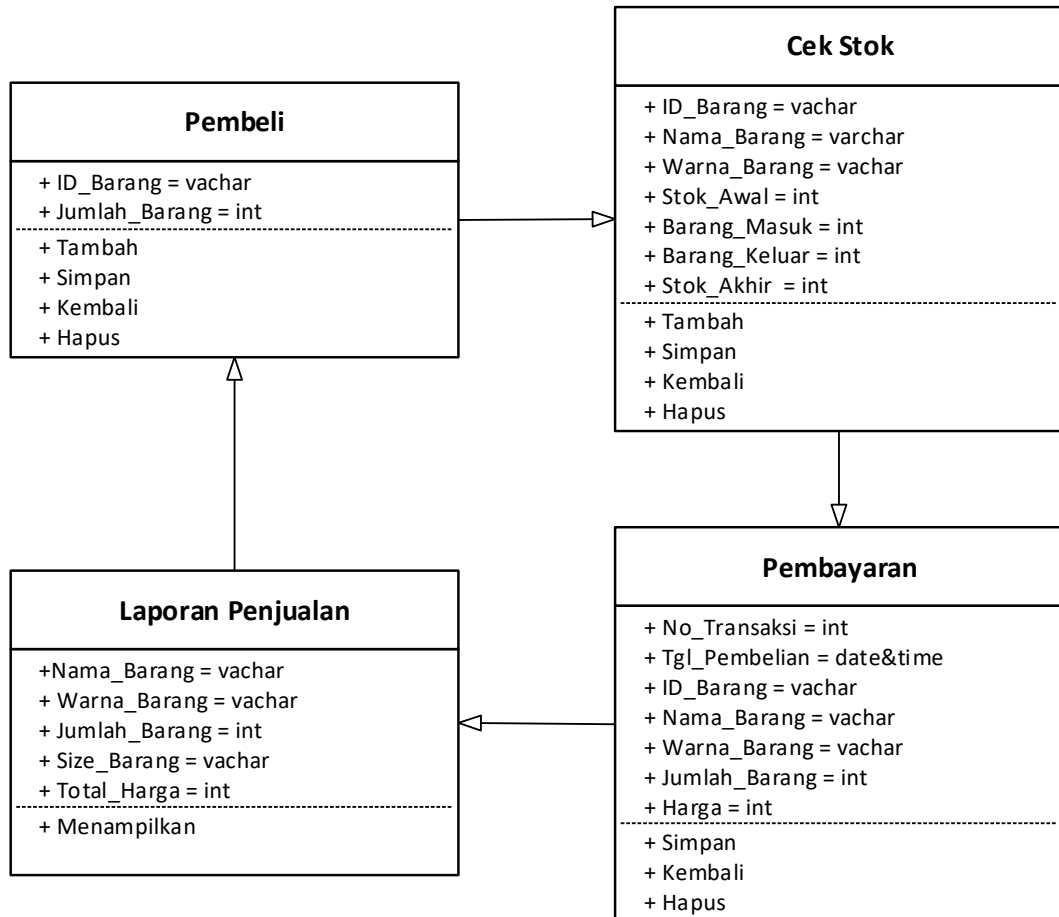 Pembeli
+ ID_Barang = vachar
+ Jumlah_Barang = int
+ Tambah
+ Simpan
+ Kembali
+ Hapus
Cek Stok
+ ID_Barang = vachar
+ Nama_Barang = varchar
+ Warna_Barang = vachar
+ Stok_Awal = int
+ Barang_Masuk = int
+ Barang_Keluar = int
+ Stok_Akhir = int
+ Tambah
+ Simpan
+ Kembali
+ Hapus
Laporan Penjualan
+Nama_Barang = vachar
+ Warna_Barang = vachar
+ Jumlah_Barang = int
+ Size_Barang = vachar
+ Total_Harga = int
+ Menampilkan
Pembayaran
+ No_Transaksi = int
+ Tgl_Pembelian = date&time
+ ID_Barang = vachar
+ Nama_Barang = vachar
+ Warna_Barang = vachar
+ Jumlah_Barang = int
+ Harga = int
+ Simpan
+ Kembali
+ Hapus